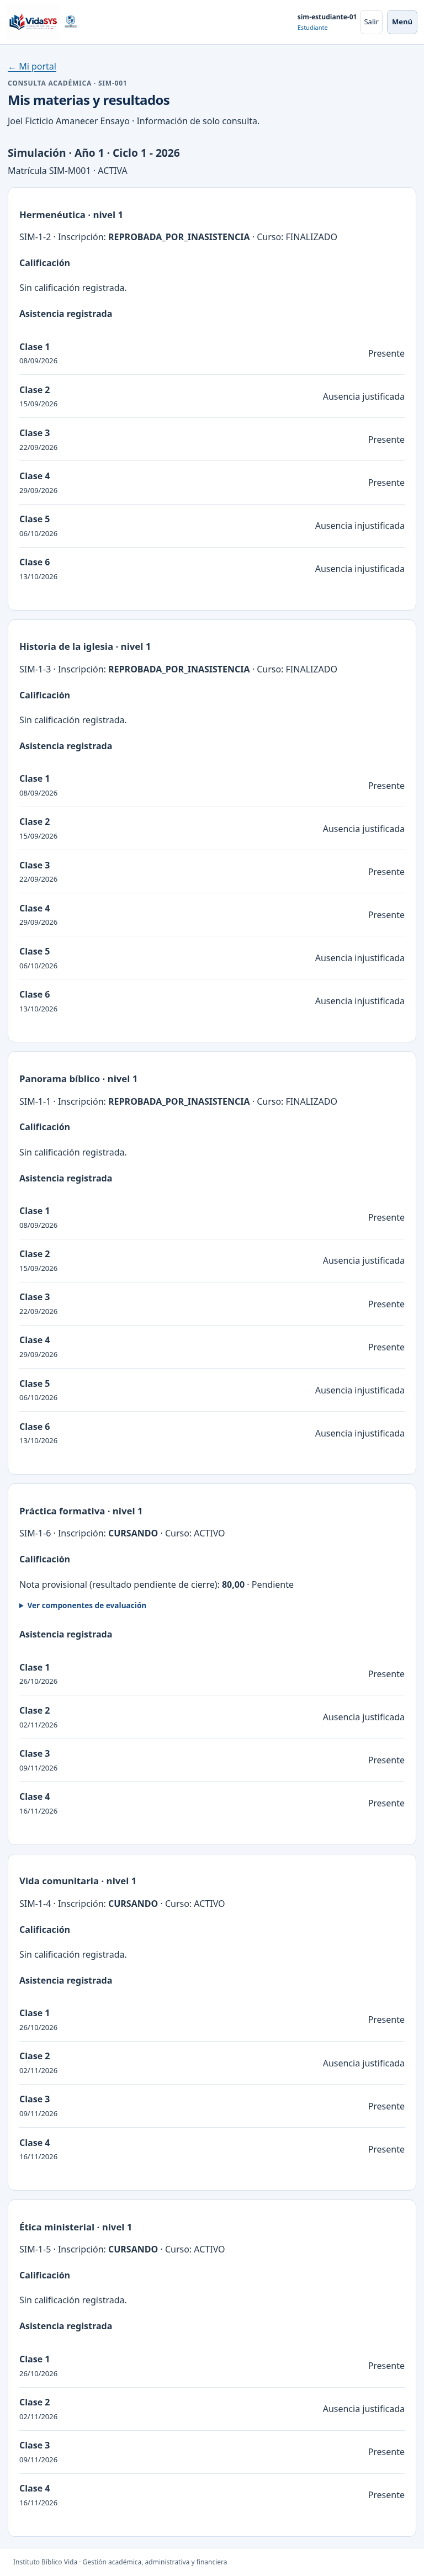 VidaSYS
sim-estudiante-01
Estudiante
Salir
Menú
← Mi portal
CONSULTA ACADÉMICA · SIM-001
Mis materias y resultados
Joel Ficticio Amanecer Ensayo · Información de solo consulta.
Simulación · Año 1 · Ciclo 1 - 2026
Matrícula SIM-M001 · ACTIVA
Hermenéutica · nivel 1
SIM-1-2 · Inscripción: REPROBADA_POR_INASISTENCIA · Curso: FINALIZADO
Calificación
Sin calificación registrada.
Asistencia registrada
Clase 1
08/09/2026
Presente
Clase 2
15/09/2026
Ausencia justificada
Clase 3
22/09/2026
Presente
Clase 4
29/09/2026
Presente
Clase 5
06/10/2026
Ausencia injustificada
Clase 6
13/10/2026
Ausencia injustificada
Historia de la iglesia · nivel 1
SIM-1-3 · Inscripción: REPROBADA_POR_INASISTENCIA · Curso: FINALIZADO
Calificación
Sin calificación registrada.
Asistencia registrada
Clase 1
08/09/2026
Presente
Clase 2
15/09/2026
Ausencia justificada
Clase 3
22/09/2026
Presente
Clase 4
29/09/2026
Presente
Clase 5
06/10/2026
Ausencia injustificada
Clase 6
13/10/2026
Ausencia injustificada
Panorama bíblico · nivel 1
SIM-1-1 · Inscripción: REPROBADA_POR_INASISTENCIA · Curso: FINALIZADO
Calificación
Sin calificación registrada.
Asistencia registrada
Clase 1
08/09/2026
Presente
Clase 2
15/09/2026
Ausencia justificada
Clase 3
22/09/2026
Presente
Clase 4
29/09/2026
Presente
Clase 5
06/10/2026
Ausencia injustificada
Clase 6
13/10/2026
Ausencia injustificada
Práctica formativa · nivel 1
SIM-1-6 · Inscripción: CURSANDO · Curso: ACTIVO
Calificación
Nota provisional (resultado pendiente de cierre): 80,00 · Pendiente
▶ Ver componentes de evaluación
Asistencia registrada
Clase 1
26/10/2026
Presente
Clase 2
02/11/2026
Ausencia justificada
Clase 3
09/11/2026
Presente
Clase 4
16/11/2026
Presente
Vida comunitaria · nivel 1
SIM-1-4 · Inscripción: CURSANDO · Curso: ACTIVO
Calificación
Sin calificación registrada.
Asistencia registrada
Clase 1
26/10/2026
Presente
Clase 2
02/11/2026
Ausencia justificada
Clase 3
09/11/2026
Presente
Clase 4
16/11/2026
Presente
Ética ministerial · nivel 1
SIM-1-5 · Inscripción: CURSANDO · Curso: ACTIVO
Calificación
Sin calificación registrada.
Asistencia registrada
Clase 1
26/10/2026
Presente
Clase 2
02/11/2026
Ausencia justificada
Clase 3
09/11/2026
Presente
Clase 4
16/11/2026
Presente
Instituto Bíblico Vida · Gestión académica, administrativa y financiera